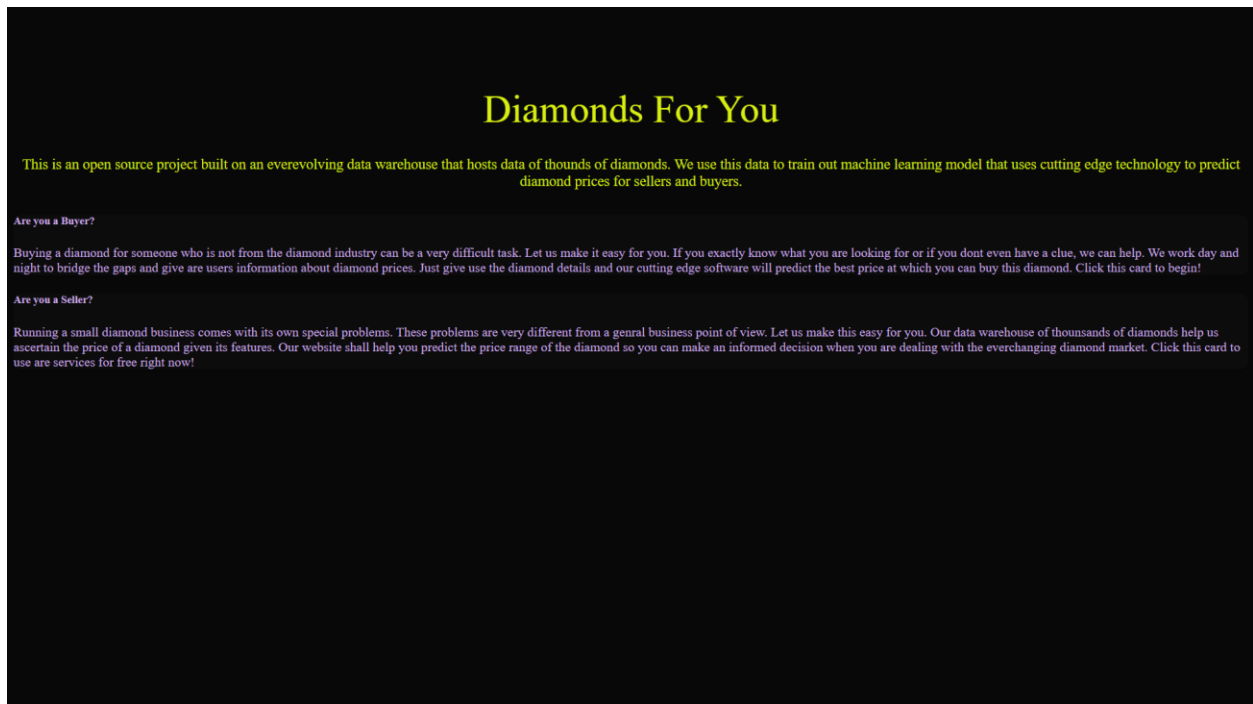 Diamonds For You
This is an open source project built on an everevolving data warehouse that hosts data of thounds of diamonds. We use this data to train out machine learning model that uses cutting edge technology to predict
diamond prices for sellers and buyers.
Are you a Buyer?
Buying a diamond for someone who is not from the diamond industry can be a very difficult task. Let us make it easy for you. If you exactly know what you are looking for or if you dont even have a clue, we can help. We work day and
night to bridge the gaps and give are users information about diamond prices. Just give use the diamond details and our cutting edge software will predict the best price at which you can buy this diamond. Click this card to begin!
Are you a Seller?
Running a small diamond business comes with its own special problems. These problems are very different from a genral business point of view. Let us make this easy for you. Our data warehouse of thounsands of diamonds help us
ascertain the price of a diamond given its features. Our website shall help you predict the price range of the diamond so you can make an informed decision when you are dealing with the everchanging diamond market. Click this card to
use are services for free right now!